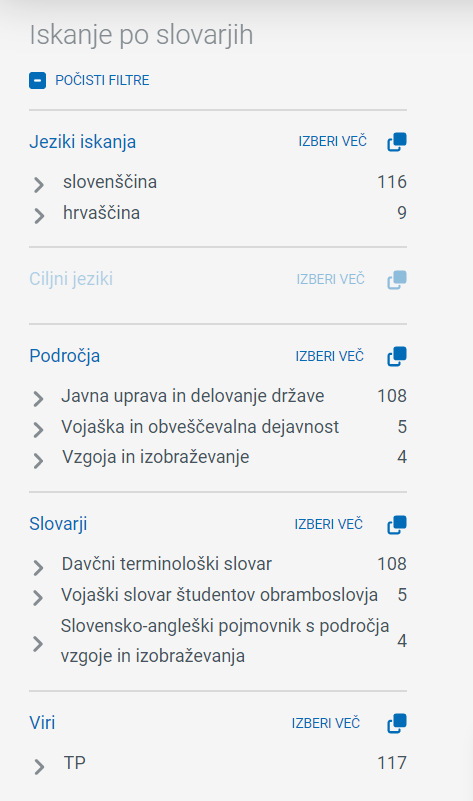 Iskanje po slovarjih
POČISTI FILTRE
Jeziki iskanja IZBERI VEČ
slovenščina 116
hrvaščina 9
Ciljni jeziki IZBERI VEČ
Področja IZBERI VEČ
Javna uprava in delovanje države 108
Vojaška in obveščevalna dejavnost 5
Vzgoja in izobraževanje 4
Slovarji IZBERI VEČ
Davčni terminološki slovar 108
Vojaški slovar študentov obramboslovja 5
Slovensko-angleški pojmovnik s področja
vzgoje in izobraževanja 4
Viri IZBERI VEČ
TP 117